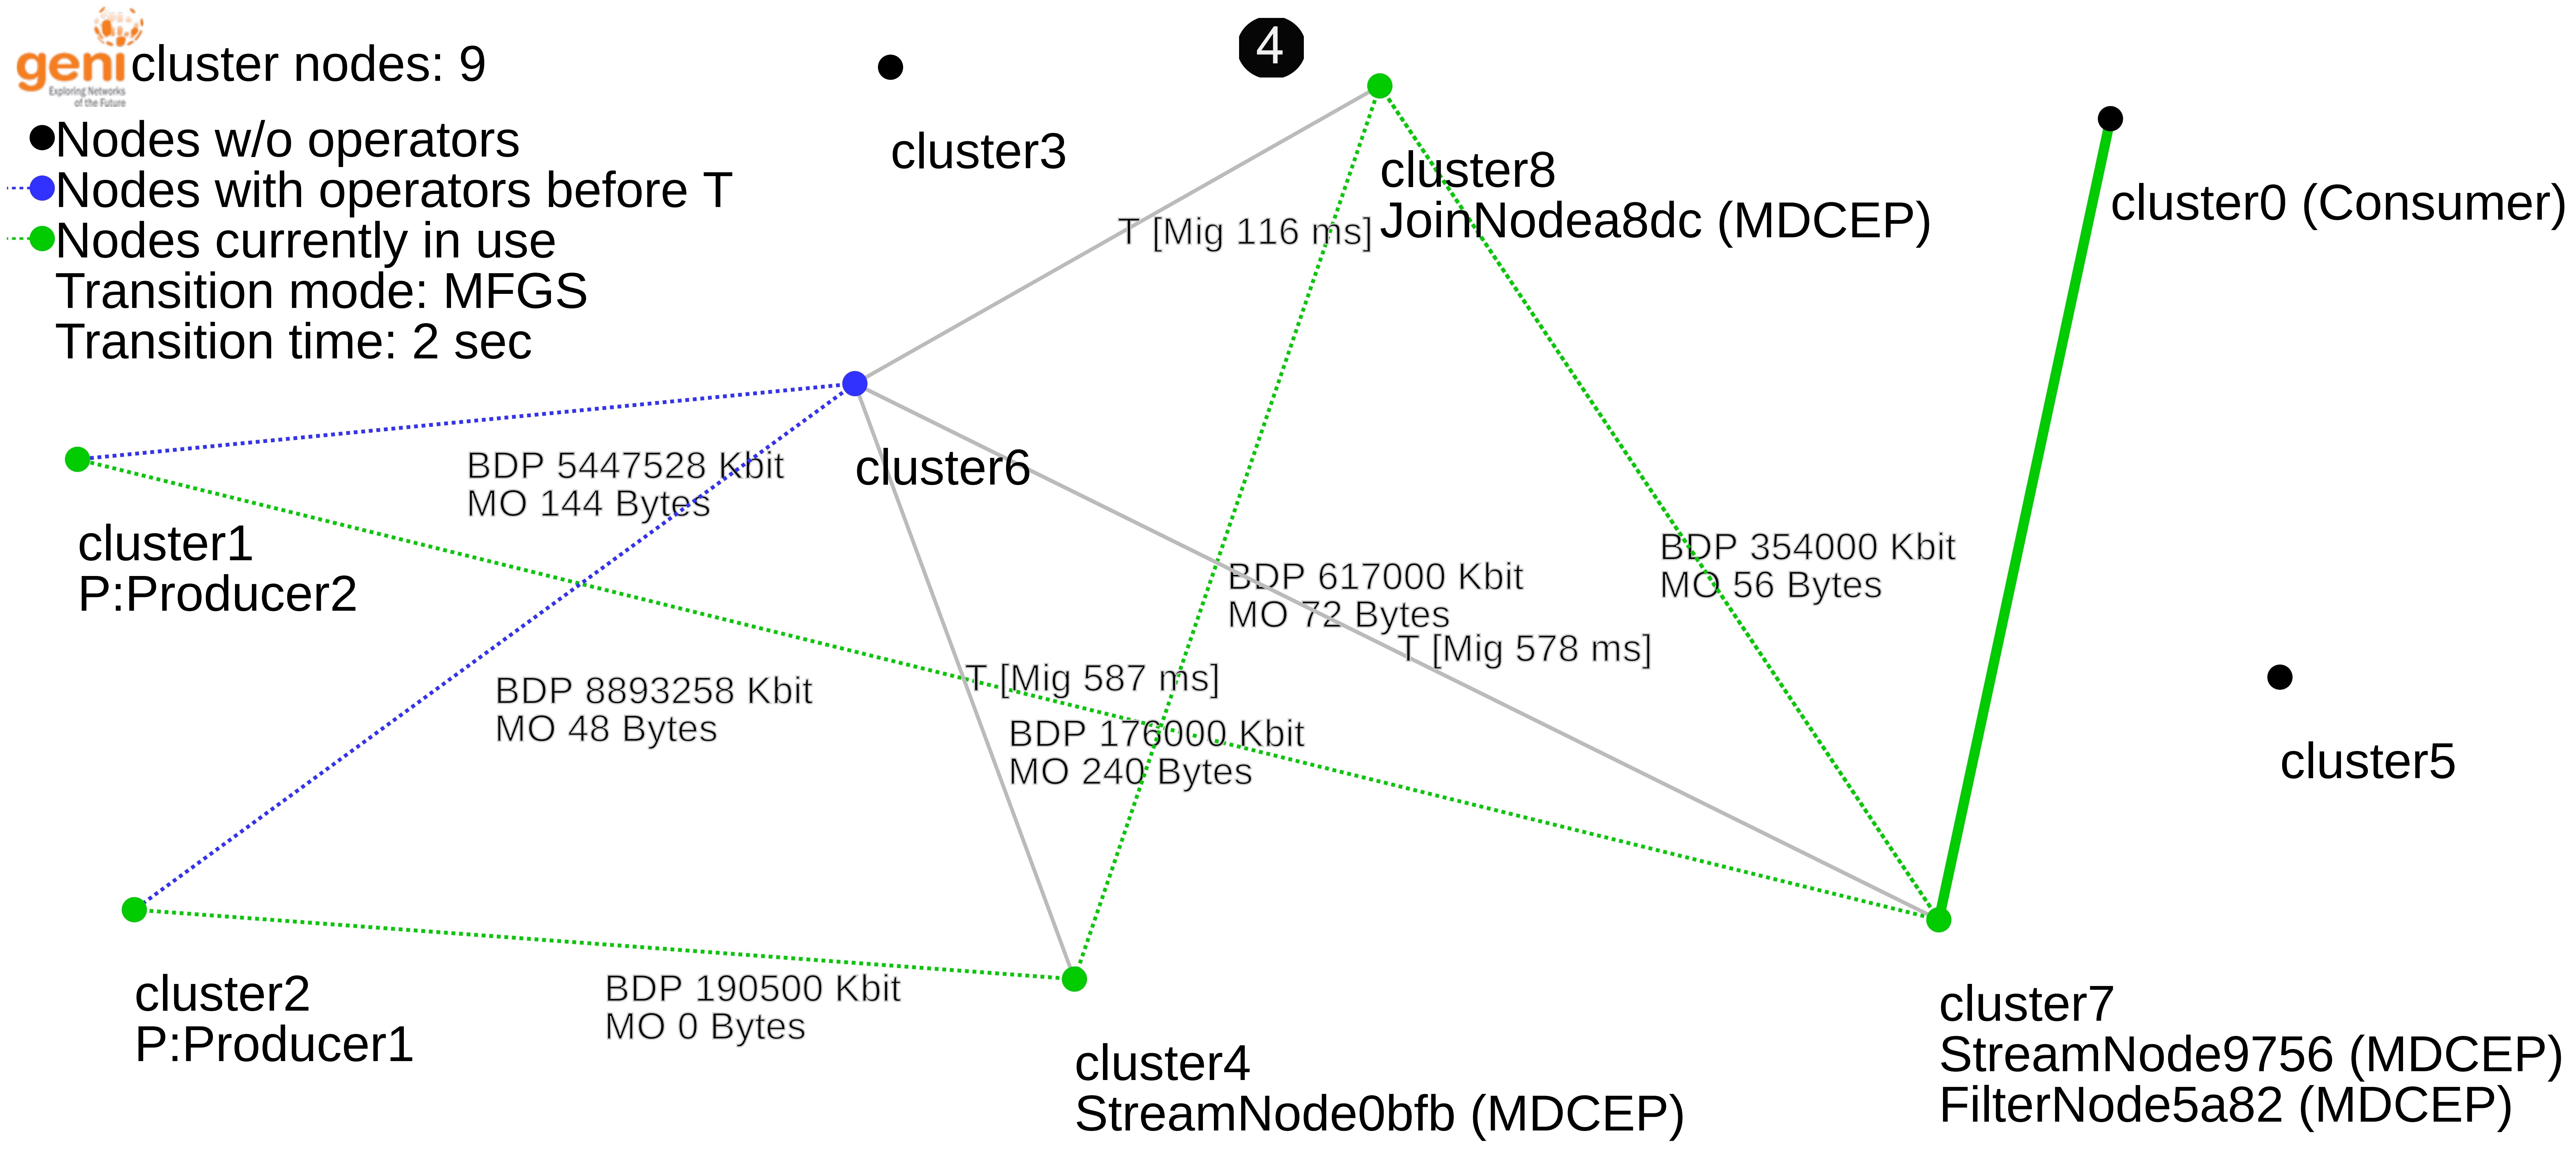 geni
Exploring Networks
of the Future
cluster nodes: 9
Nodes w/o operators
Nodes with operators before T
Nodes currently in use
Transition mode: MFGS
Transition time: 2 sec
4
cluster3
cluster8
JoinNodea8dc (MDCEP)
cluster0 (Consumer)
T [Mig 116 ms]
cluster6
BDP 5447528 Kbit
MO 144 Bytes
cluster1
P:Producer2
BDP 354000 Kbit
MO 56 Bytes
BDP 617000 Kbit
MO 72 Bytes
T [Mig 578 ms]
T [Mig 587 ms]
BDP 8893258 Kbit
MO 48 Bytes
BDP 176000 Kbit
MO 240 Bytes
cluster5
BDP 190500 Kbit
MO 0 Bytes
cluster2
P:Producer1
cluster4
StreamNode0bfb (MDCEP)
cluster7
StreamNode9756 (MDCEP)
FilterNode5a82 (MDCEP)